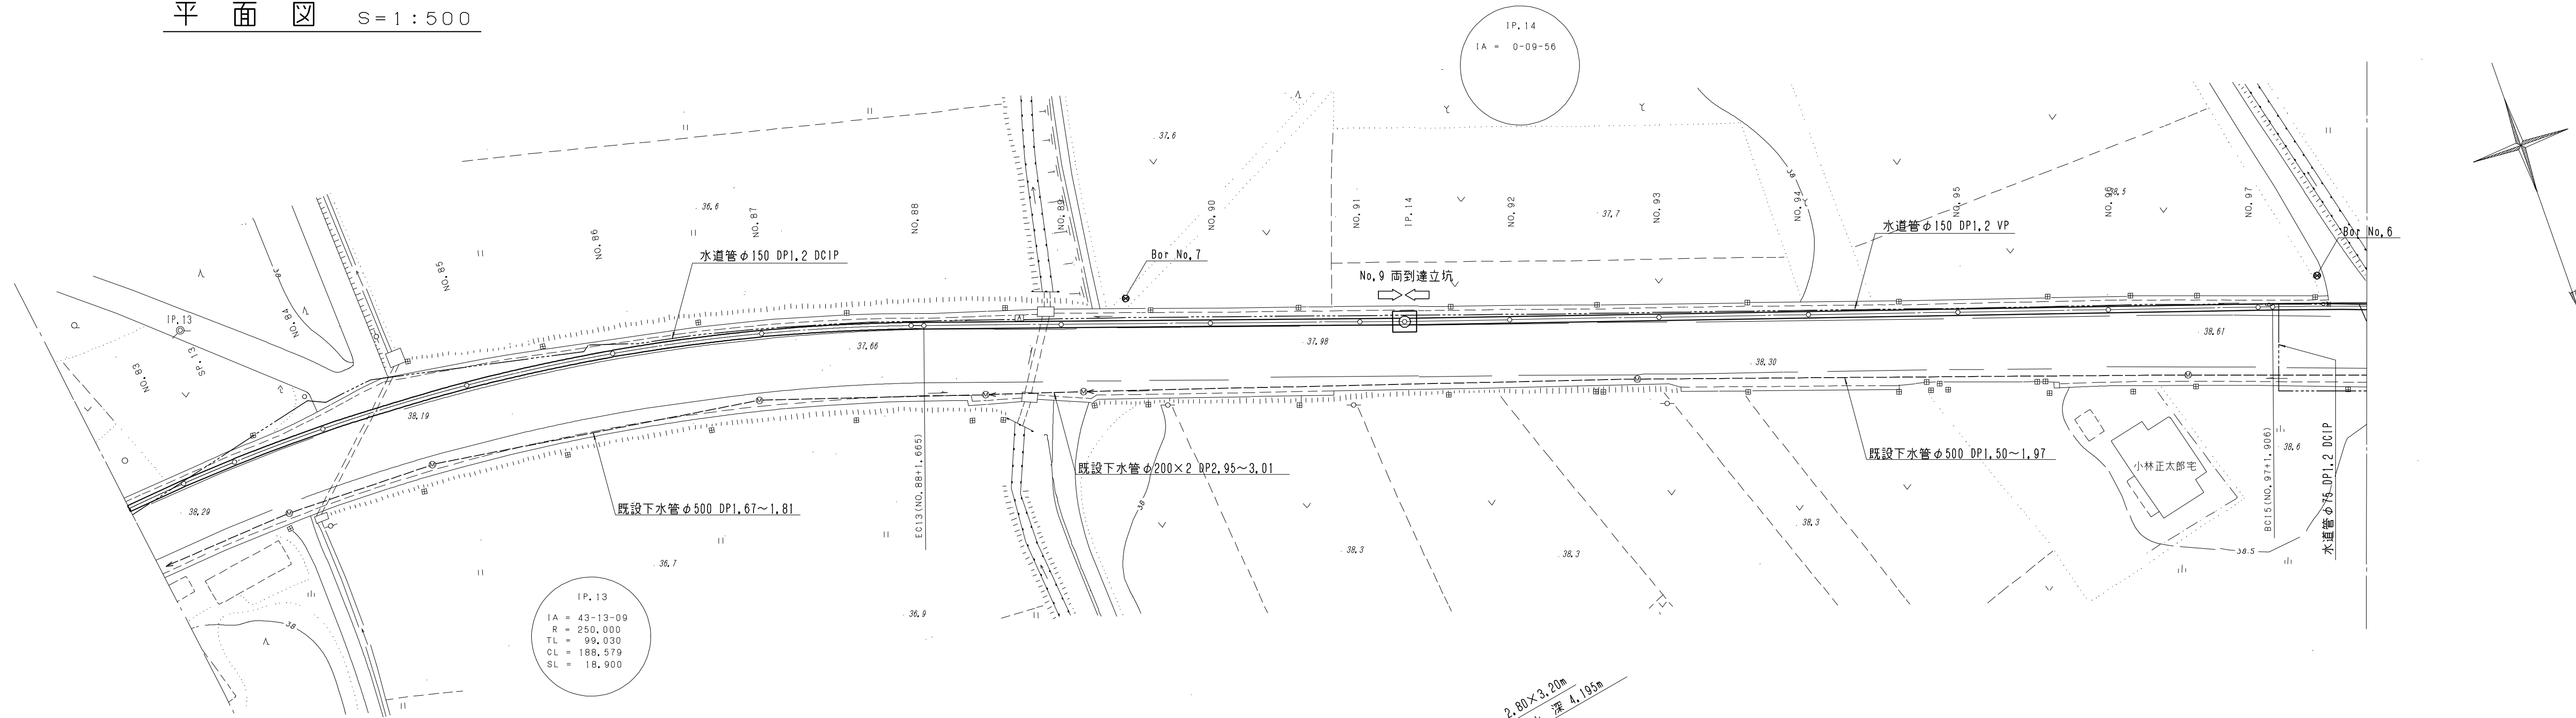 平面図 S=1:500
IP.14
IA = 0-09-56
IP.13
SP.13
NO.83
NO.84
NO.85
NO.86
NO.87
NO.88
NO.89
NO.90
NO.91
IP.14
NO.92
NO.93
NO.94
NO.95
NO.96
NO.97
38
38
36.6
37.6
37.7
38.5
水道管φ150 DP1.2 DCIP
Bor No.7
No.9 両到達立坑
水道管φ150 DP1.2 VP
Bor No.6
37.66
37.98
38.30
38.61
38.19
38.29
既設下水管φ500 DP1.67~1.81
EC13(NO.88+1.665)
既設下水管φ200×2 DP2.95~3.01
既設下水管φ500 DP1.50~1.97
小林正太郎宅
BC15(NO.97+1.906)
水道管φ75 DP1.2 DCIP
38.6
38.5
38
38.3
38.3
38.3
36.7
36.9
38
IP.13
IA = 43-13-09
R = 250.000
TL = 99.030
CL = 188.579
SL = 18.900
2.80×3.20m
深 4.195m